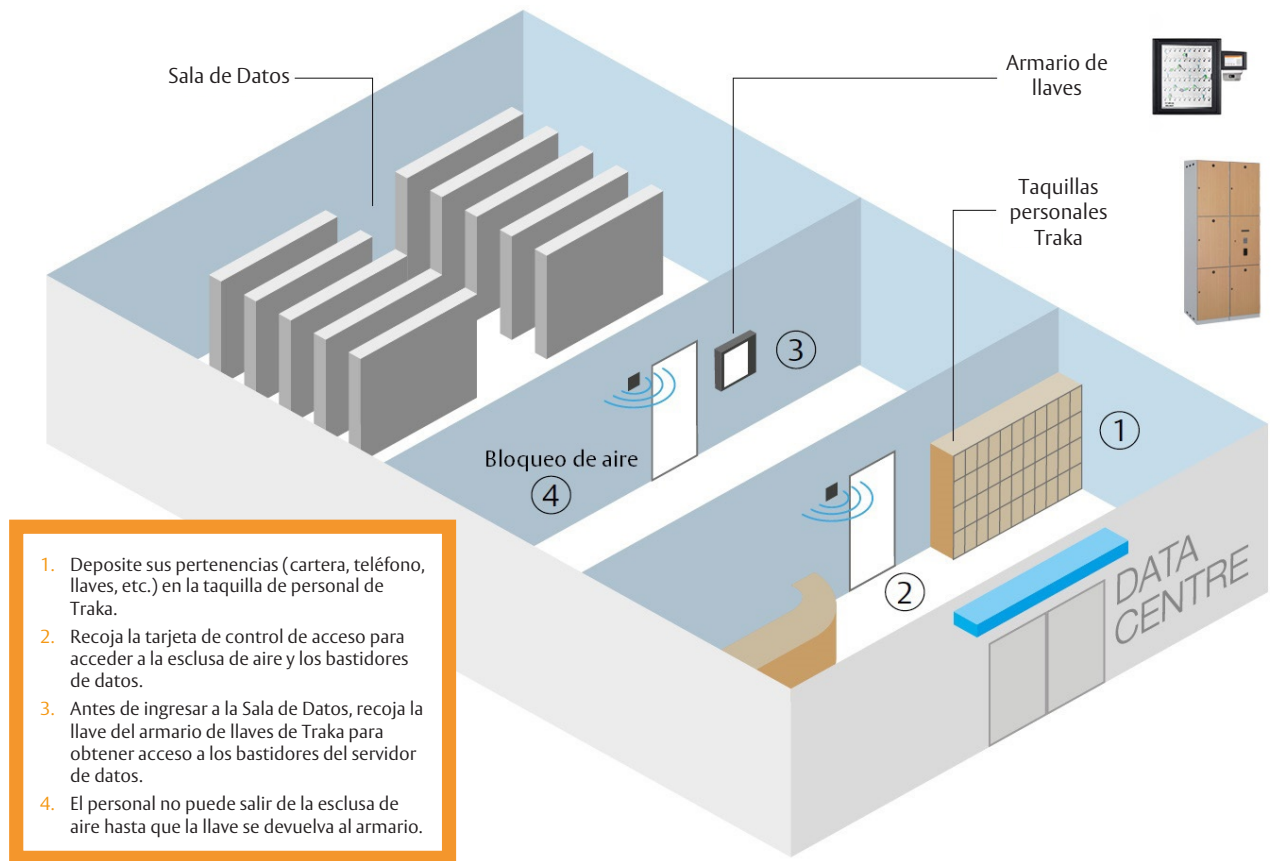 Sala de Datos
Armario de
llaves
Taquillas
personales
Traka
3
1
Bloqueo de aire
4
2
DATA
CENTRE
1. Deposite sus pertenencias (cartera, teléfono,
llaves, etc.) en la taquilla de personal de
Traka.
2. Recoja la tarjeta de control de acceso para
acceder a la esclusa de aire y los bastidores
de datos.
3. Antes de ingresar a la Sala de Datos, recoja la
llave del armario de llaves de Traka para
obtener acceso a los bastidores del servidor
de datos.
4. El personal no puede salir de la esclusa de
aire hasta que la llave se devuelva al armario.